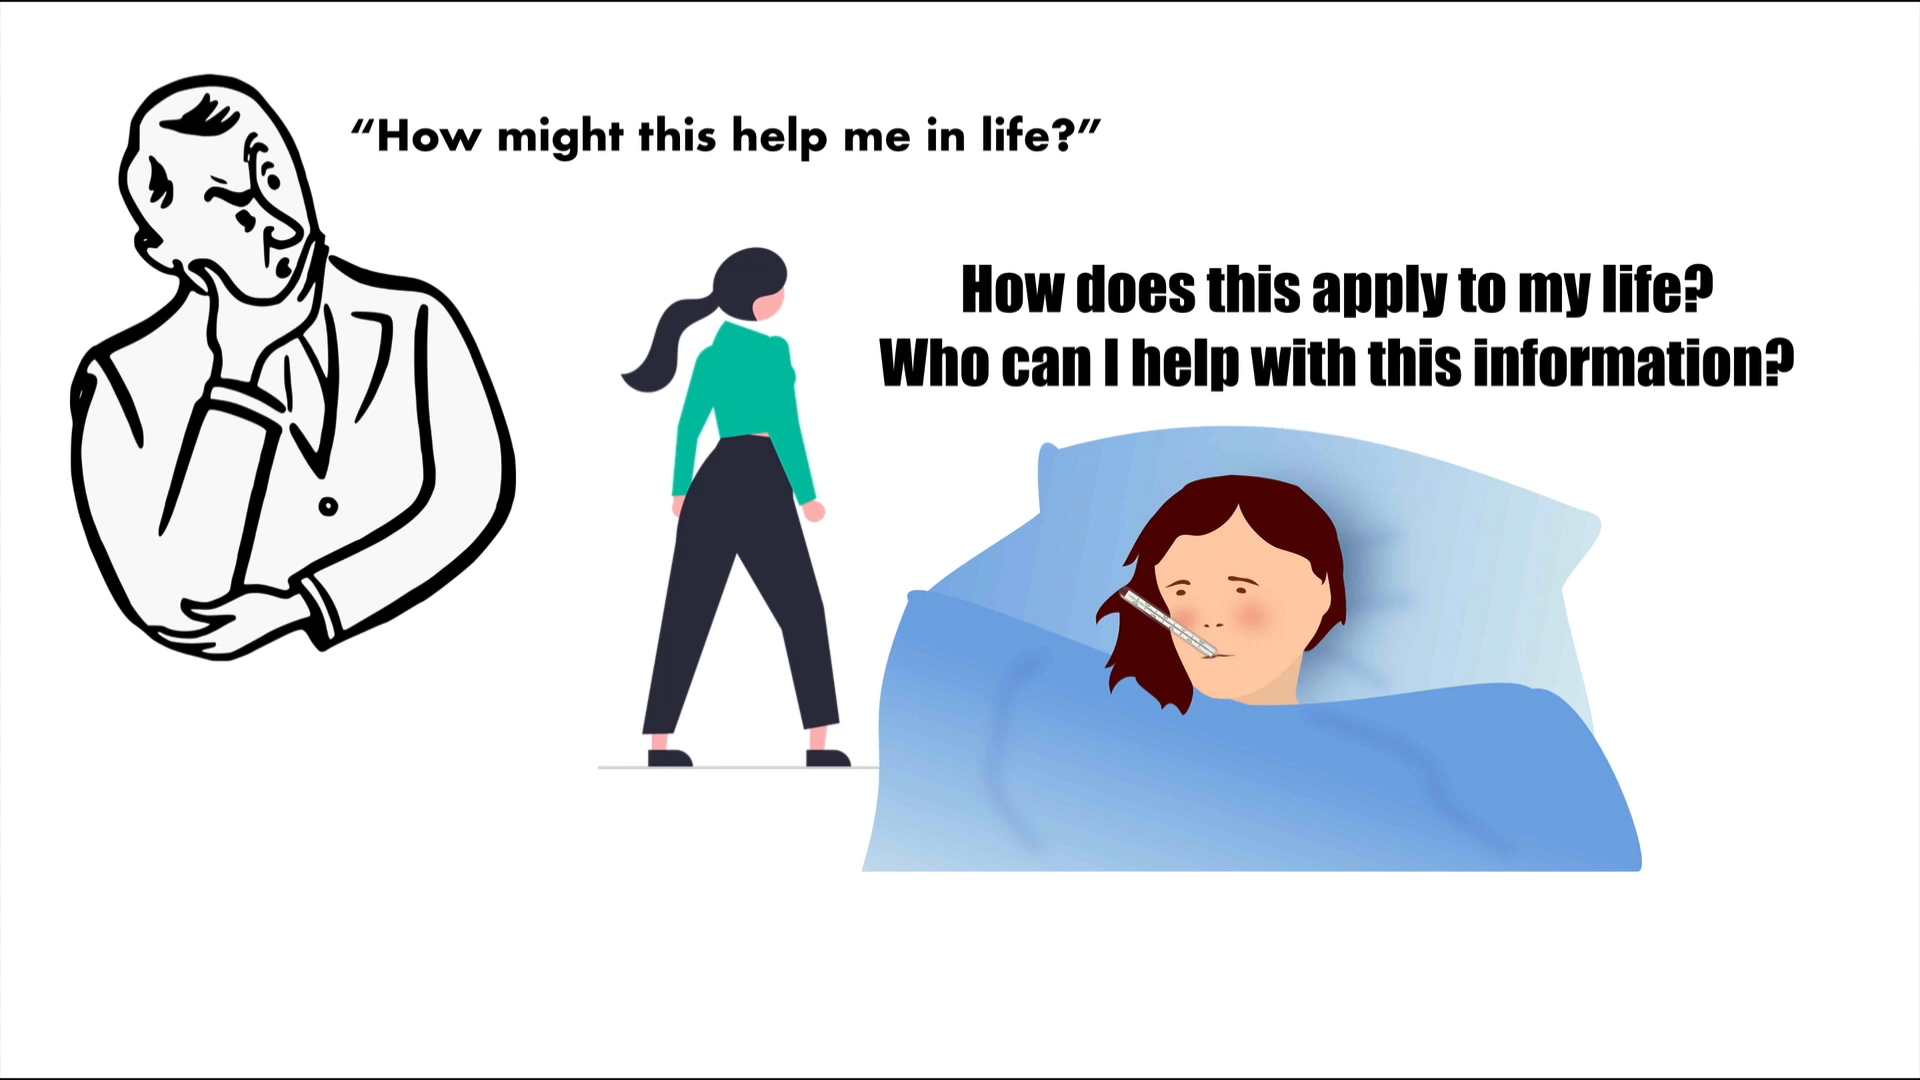 “How might this help me in life?”
How does this apply to my life?
Who can I help with this information?